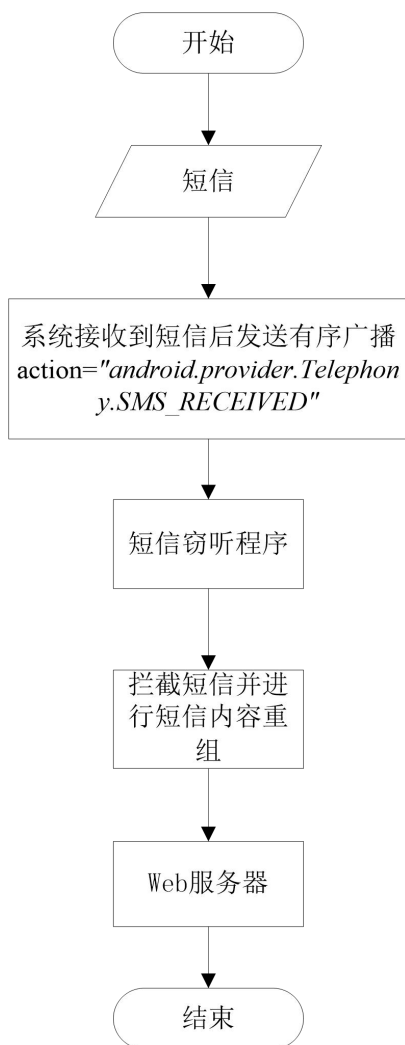 开始
短信
系统接收到短信后发送有序广播
action="android.provider.Telephon
y.SMS_RECEIVED"
短信窃听程序
拦截短信并进
行短信内容重
组
Web服务器
结束